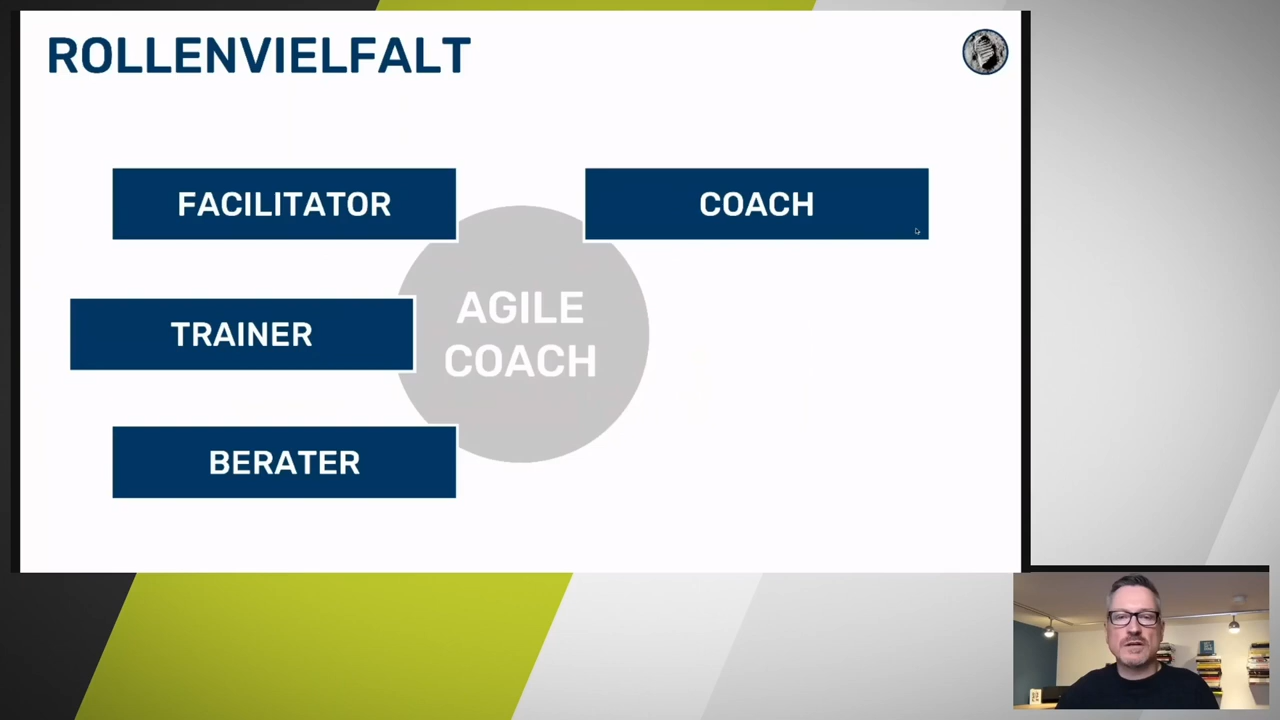 ROLLENVIELFALT
FACILITATOR
COACH
AGILE
COACH
TRAINER
BERATER